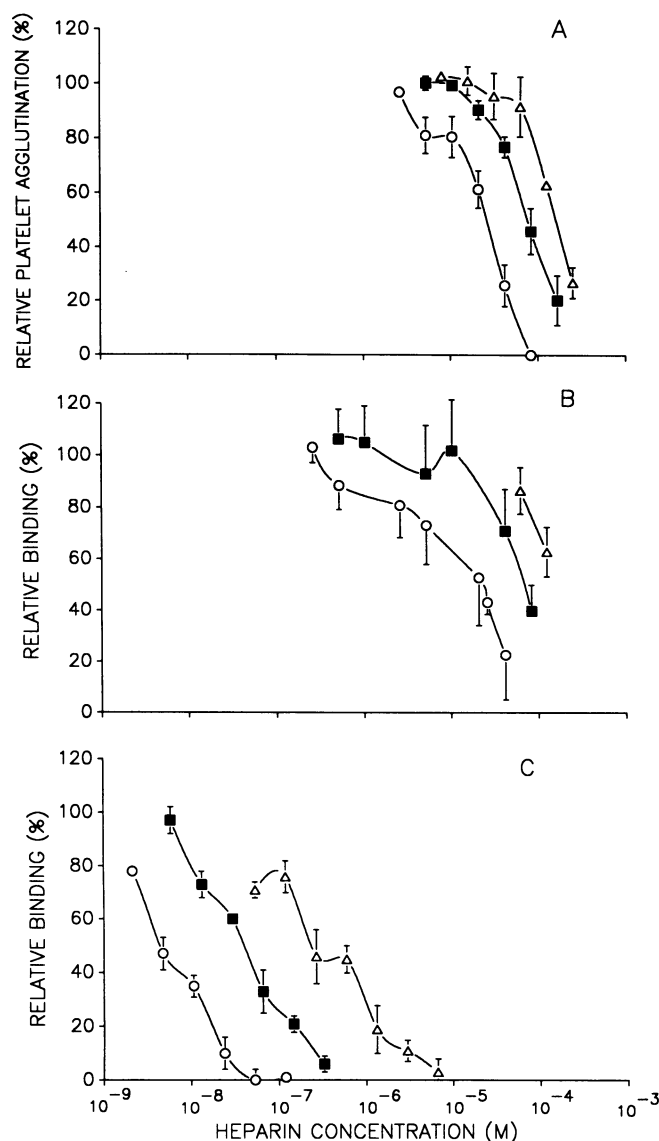 A
RELATIVE PLATELET AGGLUTINATION (%)
120
100
80
60
40
20
0
B
RELATIVE BINDING (%)
120
100
80
60
40
20
0
C
RELATIVE BINDING (%)
120
100
80
60
40
20
0
10⁻⁹ 10⁻⁸ 10⁻⁷ 10⁻⁶ 10⁻⁵ 10⁻⁴ 10⁻³
HEPARIN CONCENTRATION (M)